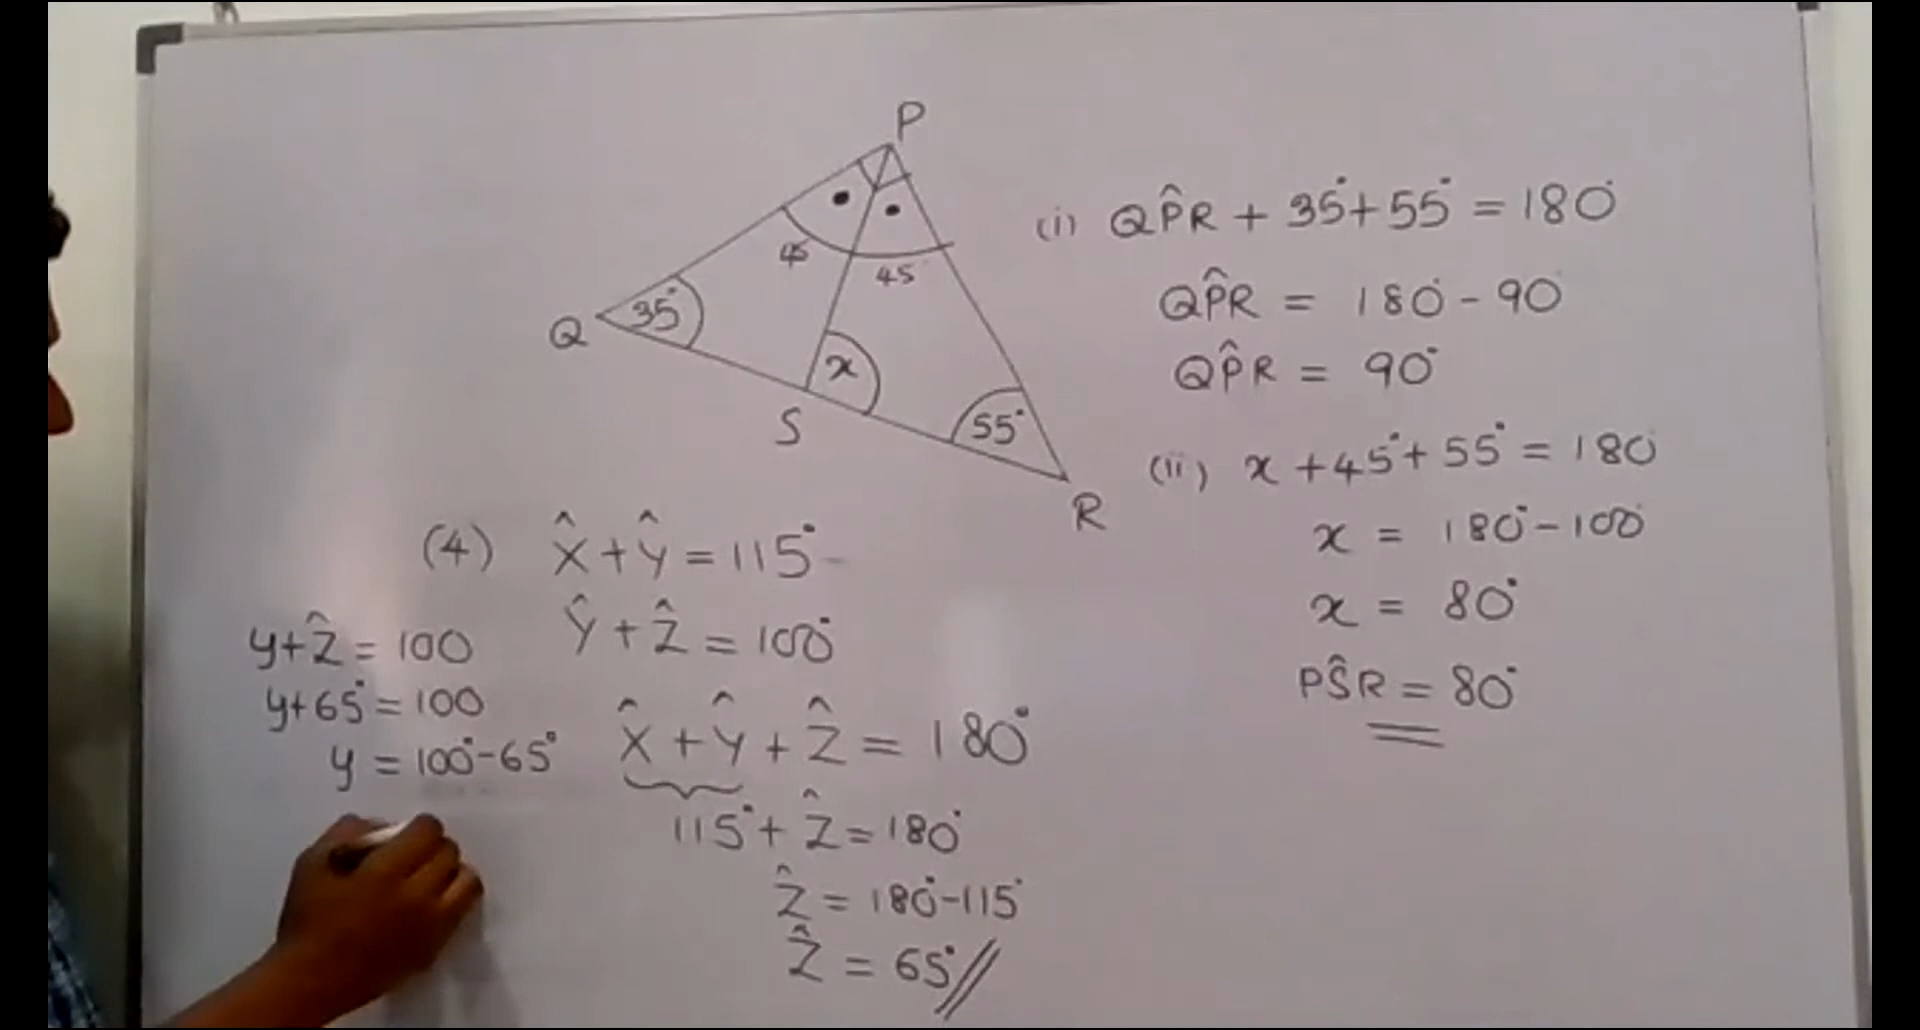 P
Q
35°
45
45
x
S
55°
R
(i) QP̂R + 35° + 55° = 180°
QP̂R = 180° - 90
QP̂R = 90°
(ii) x + 45° + 55° = 180
x = 180° - 100
x = 80°
PŜR = 80°
(4) X̂ + Ŷ = 115°
Ŷ + Ẑ = 100°
X̂ + Ŷ + Ẑ = 180°
115° + Ẑ = 180°
Ẑ = 180° - 115°
Ẑ = 65°//
y + Ẑ = 100
y + 65° = 100
y = 100° - 65°